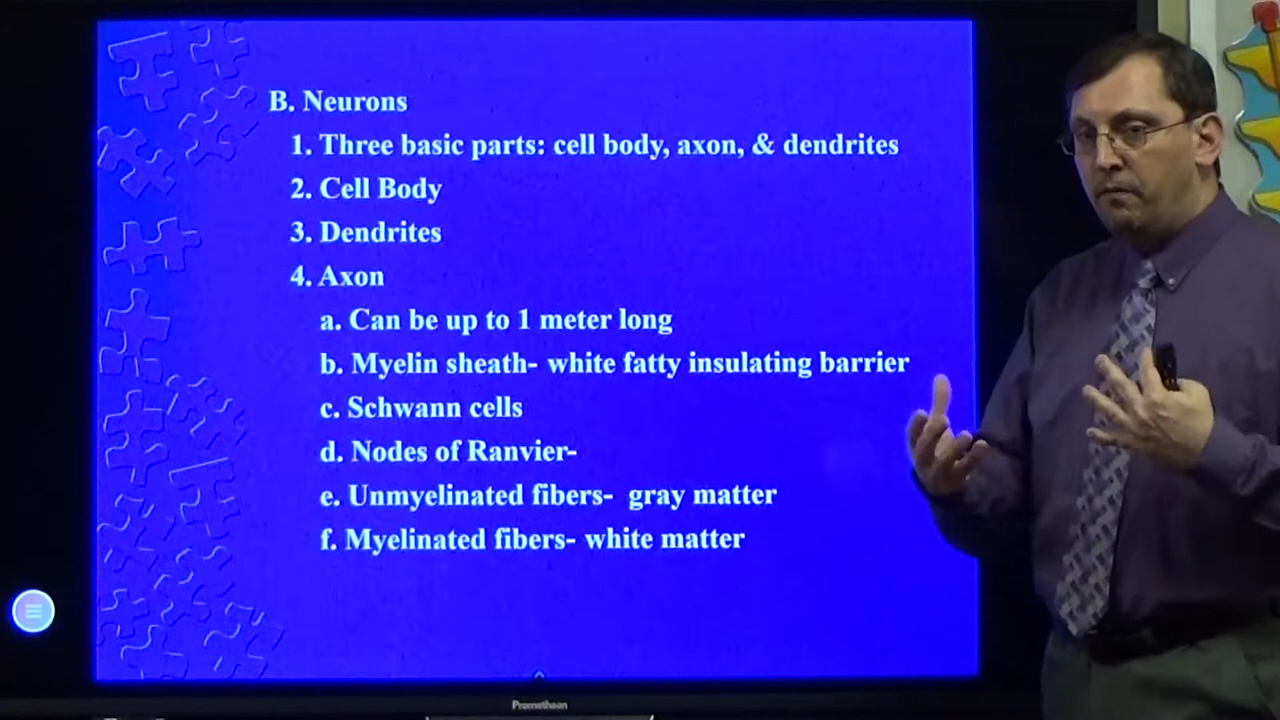 B. Neurons
1. Three basic parts: cell body, axon, & dendrites
2. Cell Body
3. Dendrites
4. Axon
a. Can be up to 1 meter long
b. Myelin sheath- white fatty insulating barrier
c. Schwann cells
d. Nodes of Ranvier-
e. Unmyelinated fibers- gray matter
f. Myelinated fibers- white matter
Promethean